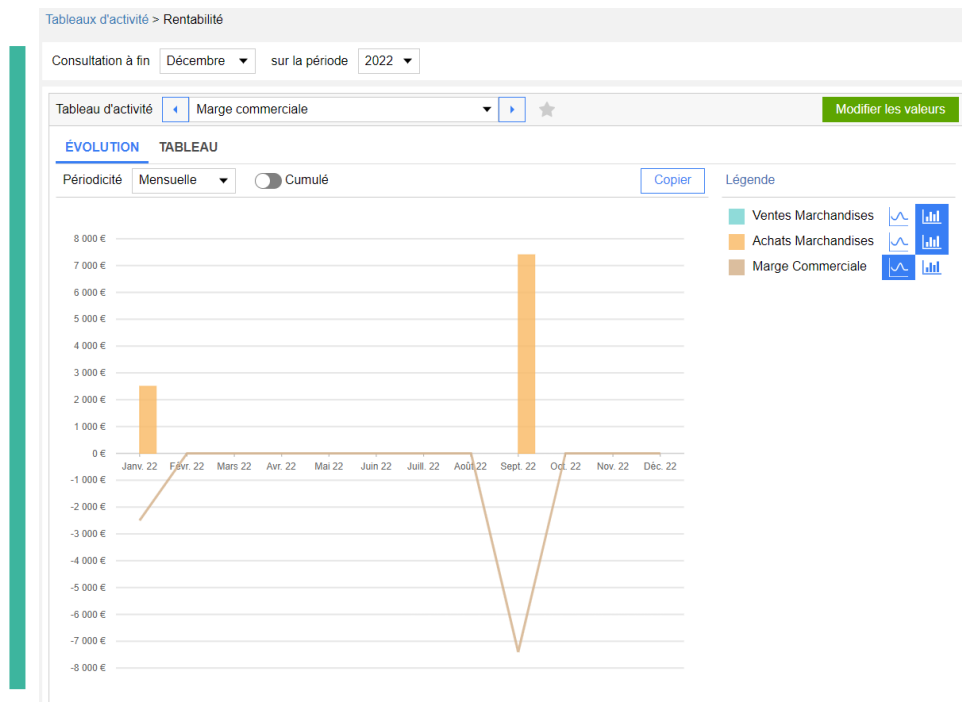 Tableaux d'activité > Rentabilité
Consultation à fin Décembre sur la période 2022
Tableau d'activité Marge commerciale Modifier les valeurs
ÉVOLUTION TABLEAU
Périodicité Mensuelle Cumulé Copier Légende
Ventes Marchandises
Achats Marchandises
Marge Commerciale
8 000 €
7 000 €
6 000 €
5 000 €
4 000 €
3 000 €
2 000 €
1 000 €
0 €
Janv. 22 Févr. 22 Mars 22 Avr. 22 Mai 22 Juin 22 Juill. 22 Août 22 Sept. 22 Oct. 22 Nov. 22 Déc. 22
-1 000 €
-2 000 €
-3 000 €
-4 000 €
-5 000 €
-6 000 €
-7 000 €
-8 000 €